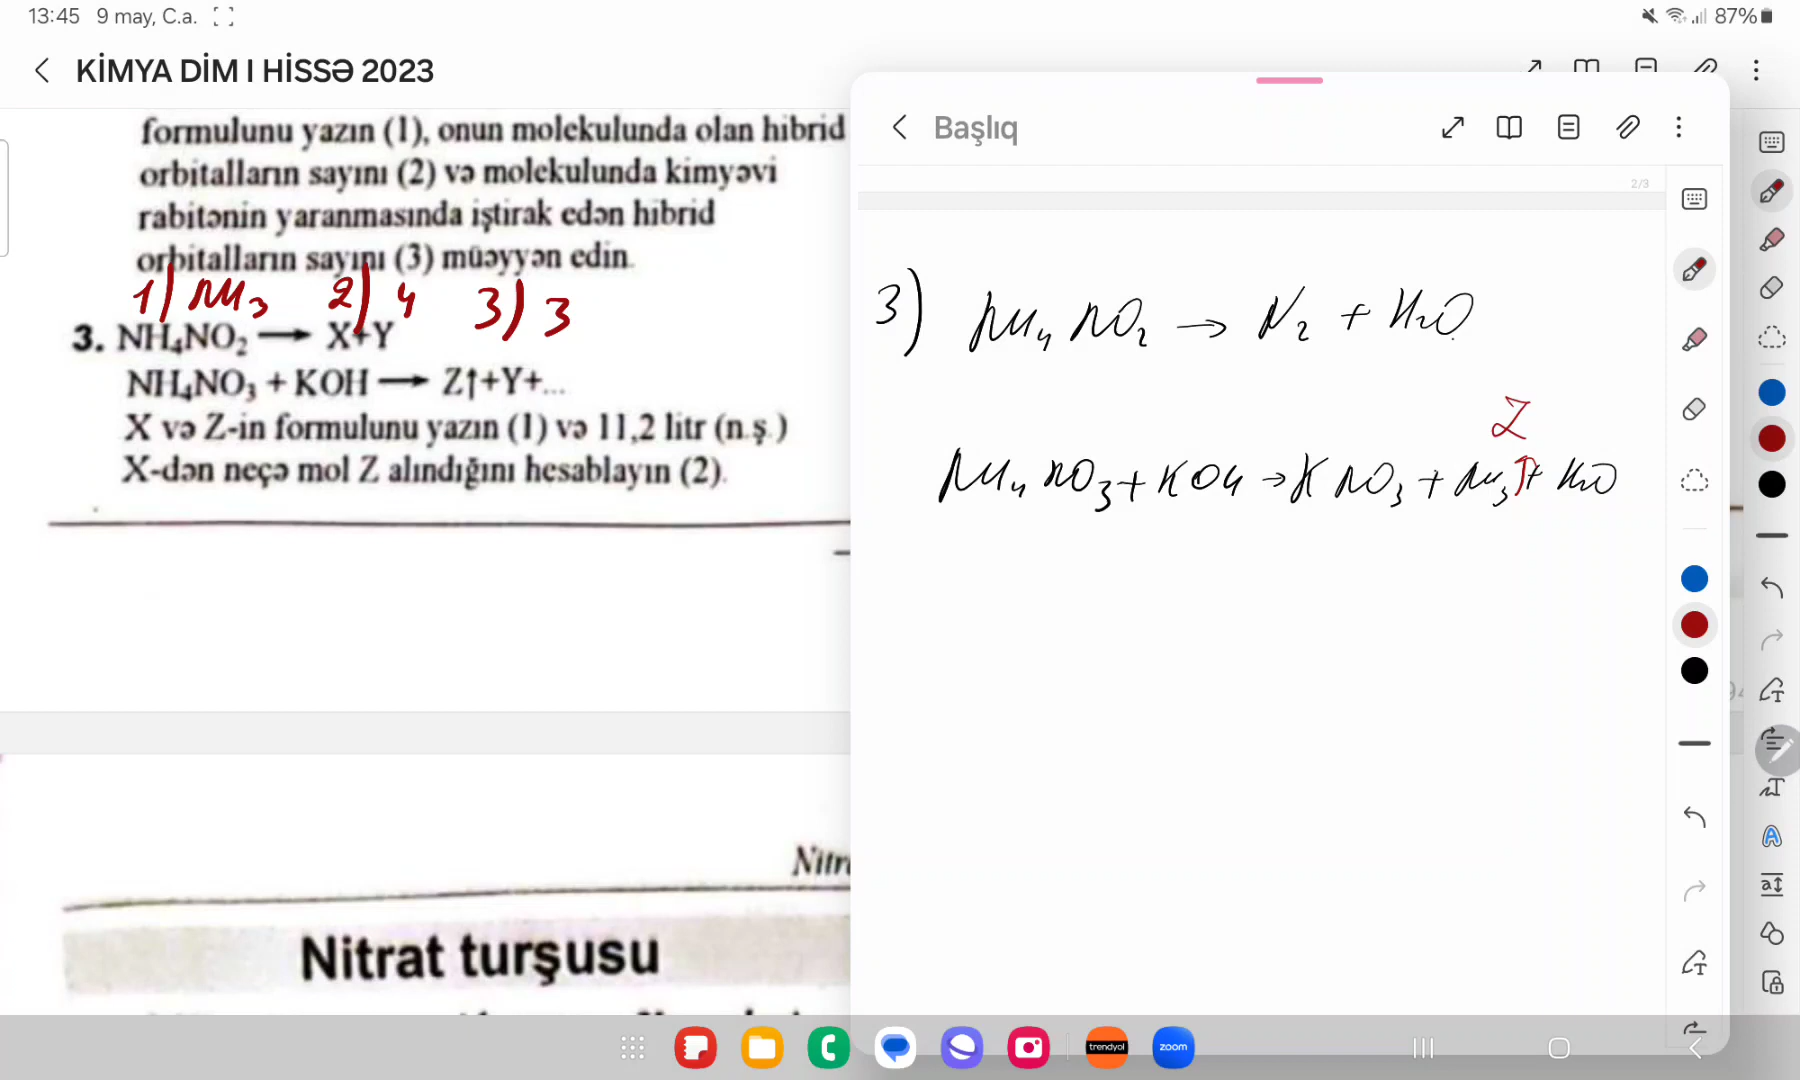 13:45 9 may, C.a. 87%
KİMYA DİM I HİSSƏ 2023
formulunu yazın (1), onun molekulunda olan hibrid
orbitalların sayını (2) və molekulunda kimyəvi
rabitənin yaranmasında iştirak edən hibrid
orbitalların sayını (3) müəyyən edin.
1) NH₃ 2) 4 3) 3
3. NH₄NO₂ ⟶ X+Y
NH₄NO₃ + KOH ⟶ Z↑+Y+...
X və Z-in formulunu yazın (1) və 11,2 litr (n.ş.)
X-dən neçə mol Z alındığını hesablayın (2).
Nitrat turşusu
Başlıq
2/3
3) NH₄NO₂ → N₂ + H₂O
Z
NH₄NO₃ + KOH → KNO₃ + NH₃↑ + H₂O
trendyol
zoom